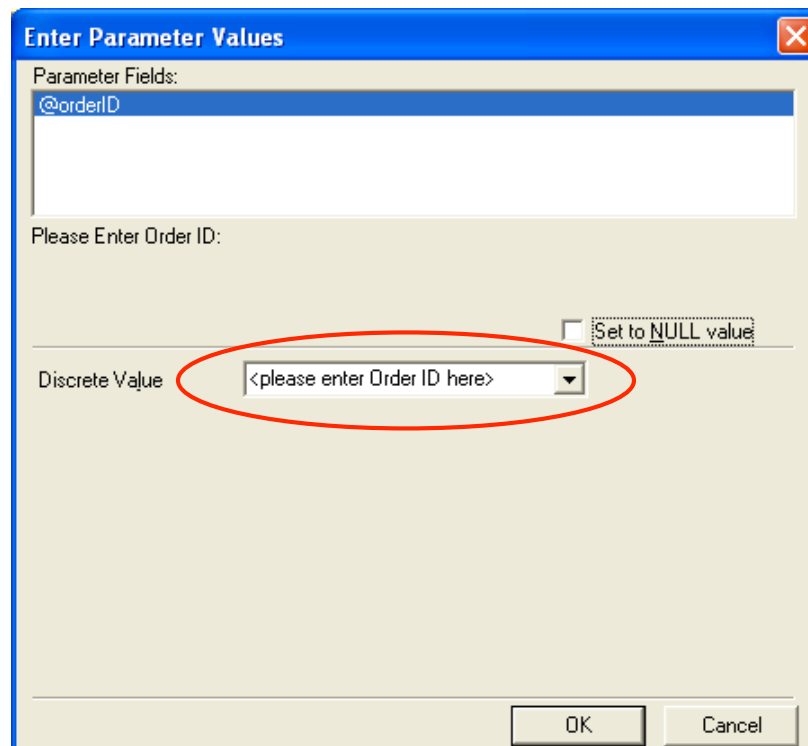 Enter Parameter Values
Parameter Fields:
@orderID
Please Enter Order ID:
Set to NULL value
Discrete Value
<please enter Order ID here>
OK
Cancel